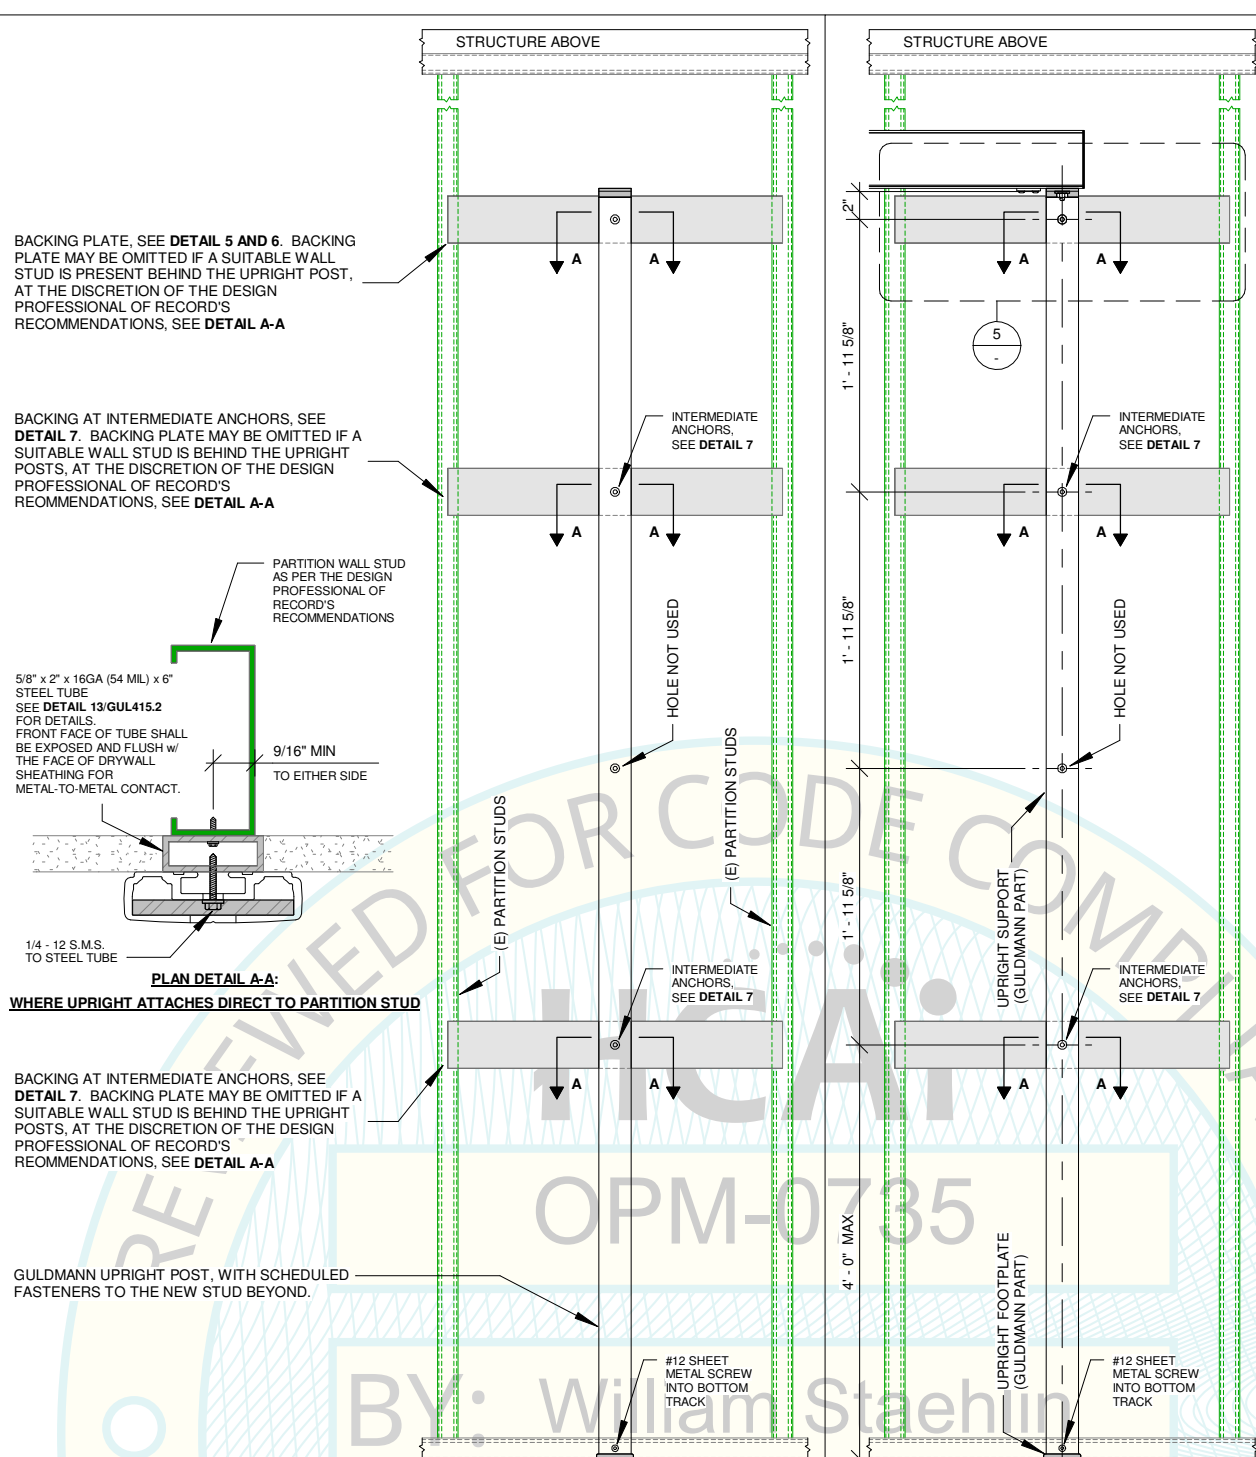 STRUCTURE ABOVE
BACKING PLATE, SEE DETAIL 5 AND 6. BACKING
PLATE MAY BE OMITTED IF A SUITABLE WALL
STUD IS PRESENT BEHIND THE UPRIGHT POST,
AT THE DISCRETION OF THE DESIGN
PROFESSIONAL OF RECORD'S
RECOMMENDATIONS, SEE DETAIL A-A
A
A
BACKING AT INTERMEDIATE ANCHORS, SEE
DETAIL 7. BACKING PLATE MAY BE OMITTED IF A
SUITABLE WALL STUD IS BEHIND THE UPRIGHT
POSTS, AT THE DISCRETION OF THE DESIGN
PROFESSIONAL OF RECORD'S
REOMMENDATIONS, SEE DETAIL A-A
INTERMEDIATE
ANCHORS,
SEE DETAIL 7
A
A
PARTITION WALL STUD
AS PER THE DESIGN
PROFESSIONAL OF
RECORD'S
RECOMMENDATIONS
5/8" x 2" x 16GA (54 MIL) x 6"
STEEL TUBE
SEE DETAIL 13/GUL415.2
FOR DETAILS.
FRONT FACE OF TUBE SHALL
BE EXPOSED AND FLUSH w/
THE FACE OF DRYWALL
SHEATHING FOR
METAL-TO-METAL CONTACT.
9/16" MIN
TO EITHER SIDE
1/4 - 12 S.M.S.
TO STEEL TUBE
PLAN DETAIL A-A:
WHERE UPRIGHT ATTACHES DIRECT TO PARTITION STUD
HOLE NOT USED
(E) PARTITION STUDS
(E) PARTITION STUDS
INTERMEDIATE
ANCHORS,
SEE DETAIL 7
A
A
BACKING AT INTERMEDIATE ANCHORS, SEE
DETAIL 7. BACKING PLATE MAY BE OMITTED IF A
SUITABLE WALL STUD IS BEHIND THE UPRIGHT
POSTS, AT THE DISCRETION OF THE DESIGN
PROFESSIONAL OF RECORD'S
REOMMENDATIONS, SEE DETAIL A-A
GULDMANN UPRIGHT POST, WITH SCHEDULED
FASTENERS TO THE NEW STUD BEYOND.
#12 SHEET
METAL SCREW
INTO BOTTOM
TRACK
STRUCTURE ABOVE
2"
A
A
5
-
1' - 11 5/8"
INTERMEDIATE
ANCHORS,
SEE DETAIL 7
A
A
1' - 11 5/8"
HOLE NOT USED
1' - 11 5/8"
UPRIGHT SUPPORT
(GULDMANN PART)
INTERMEDIATE
ANCHORS,
SEE DETAIL 7
A
A
4' - 0" MAX
UPRIGHT FOOTPLATE
(GULDMANN PART)
#12 SHEET
METAL SCREW
INTO BOTTOM
TRACK
HCAi
OPM-0735
BY: William Staehlin